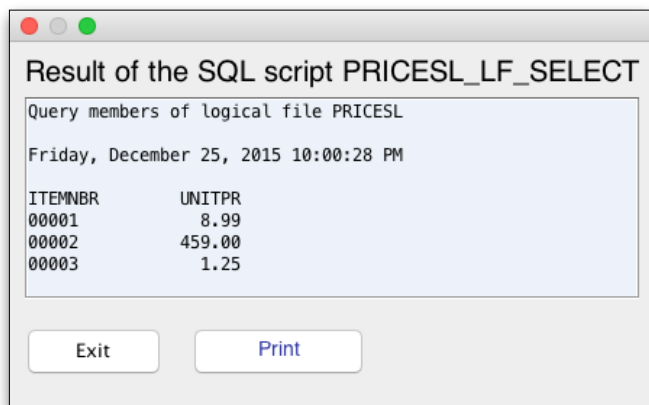 Result of the SQL script PRICESL_LF_SELECT
Query members of logical file PRICESL
Friday, December 25, 2015 10:00:28 PM
ITEMNBR UNITPR
00001 8.99
00002 459.00
00003 1.25
Exit Print